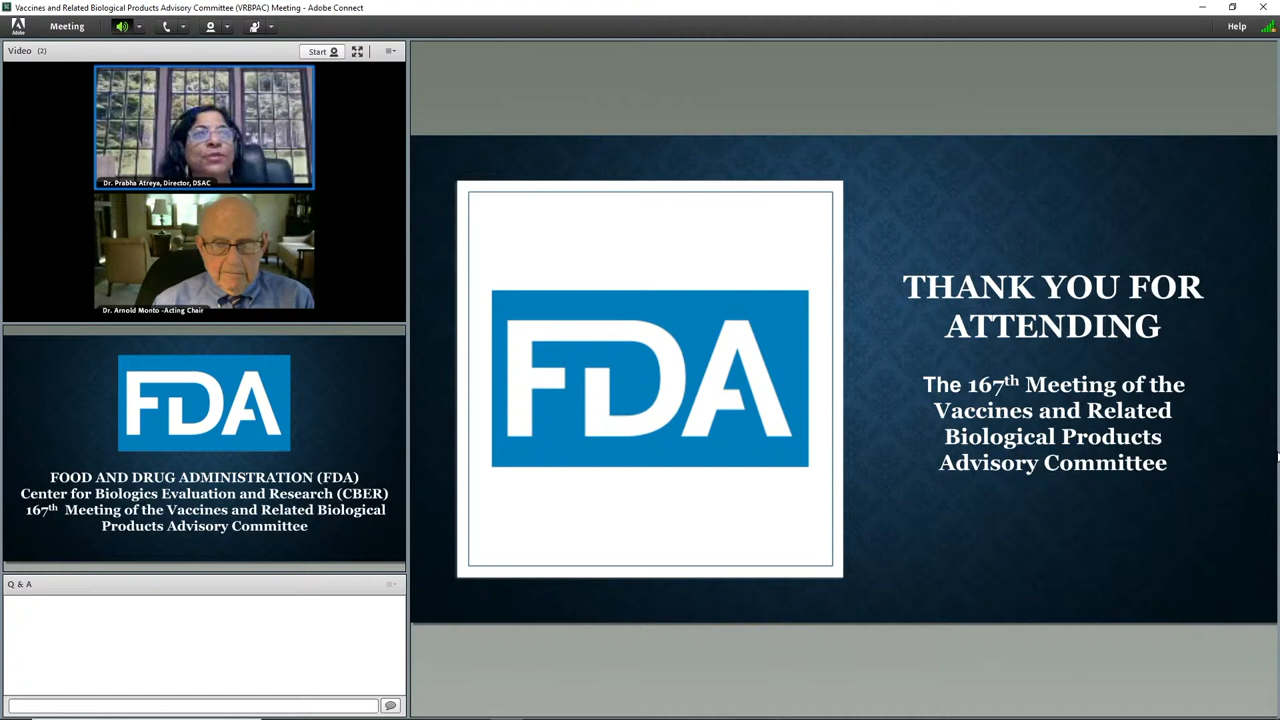 Vaccines and Related Biological Products Advisory Committee (VRBPAC) Meeting - Adobe Connect
Adobe
Meeting
Help
Video (2)
Start
Dr. Prabha Atreya, Director, DSAC
Dr. Arnold Monto -Acting Chair
FDA
FOOD AND DRUG ADMINISTRATION (FDA)
Center for Biologics Evaluation and Research (CBER)
167th Meeting of the Vaccines and Related Biological
Products Advisory Committee
Q & A
FDA
THANK YOU FOR
ATTENDING
The 167th Meeting of the
Vaccines and Related
Biological Products
Advisory Committee